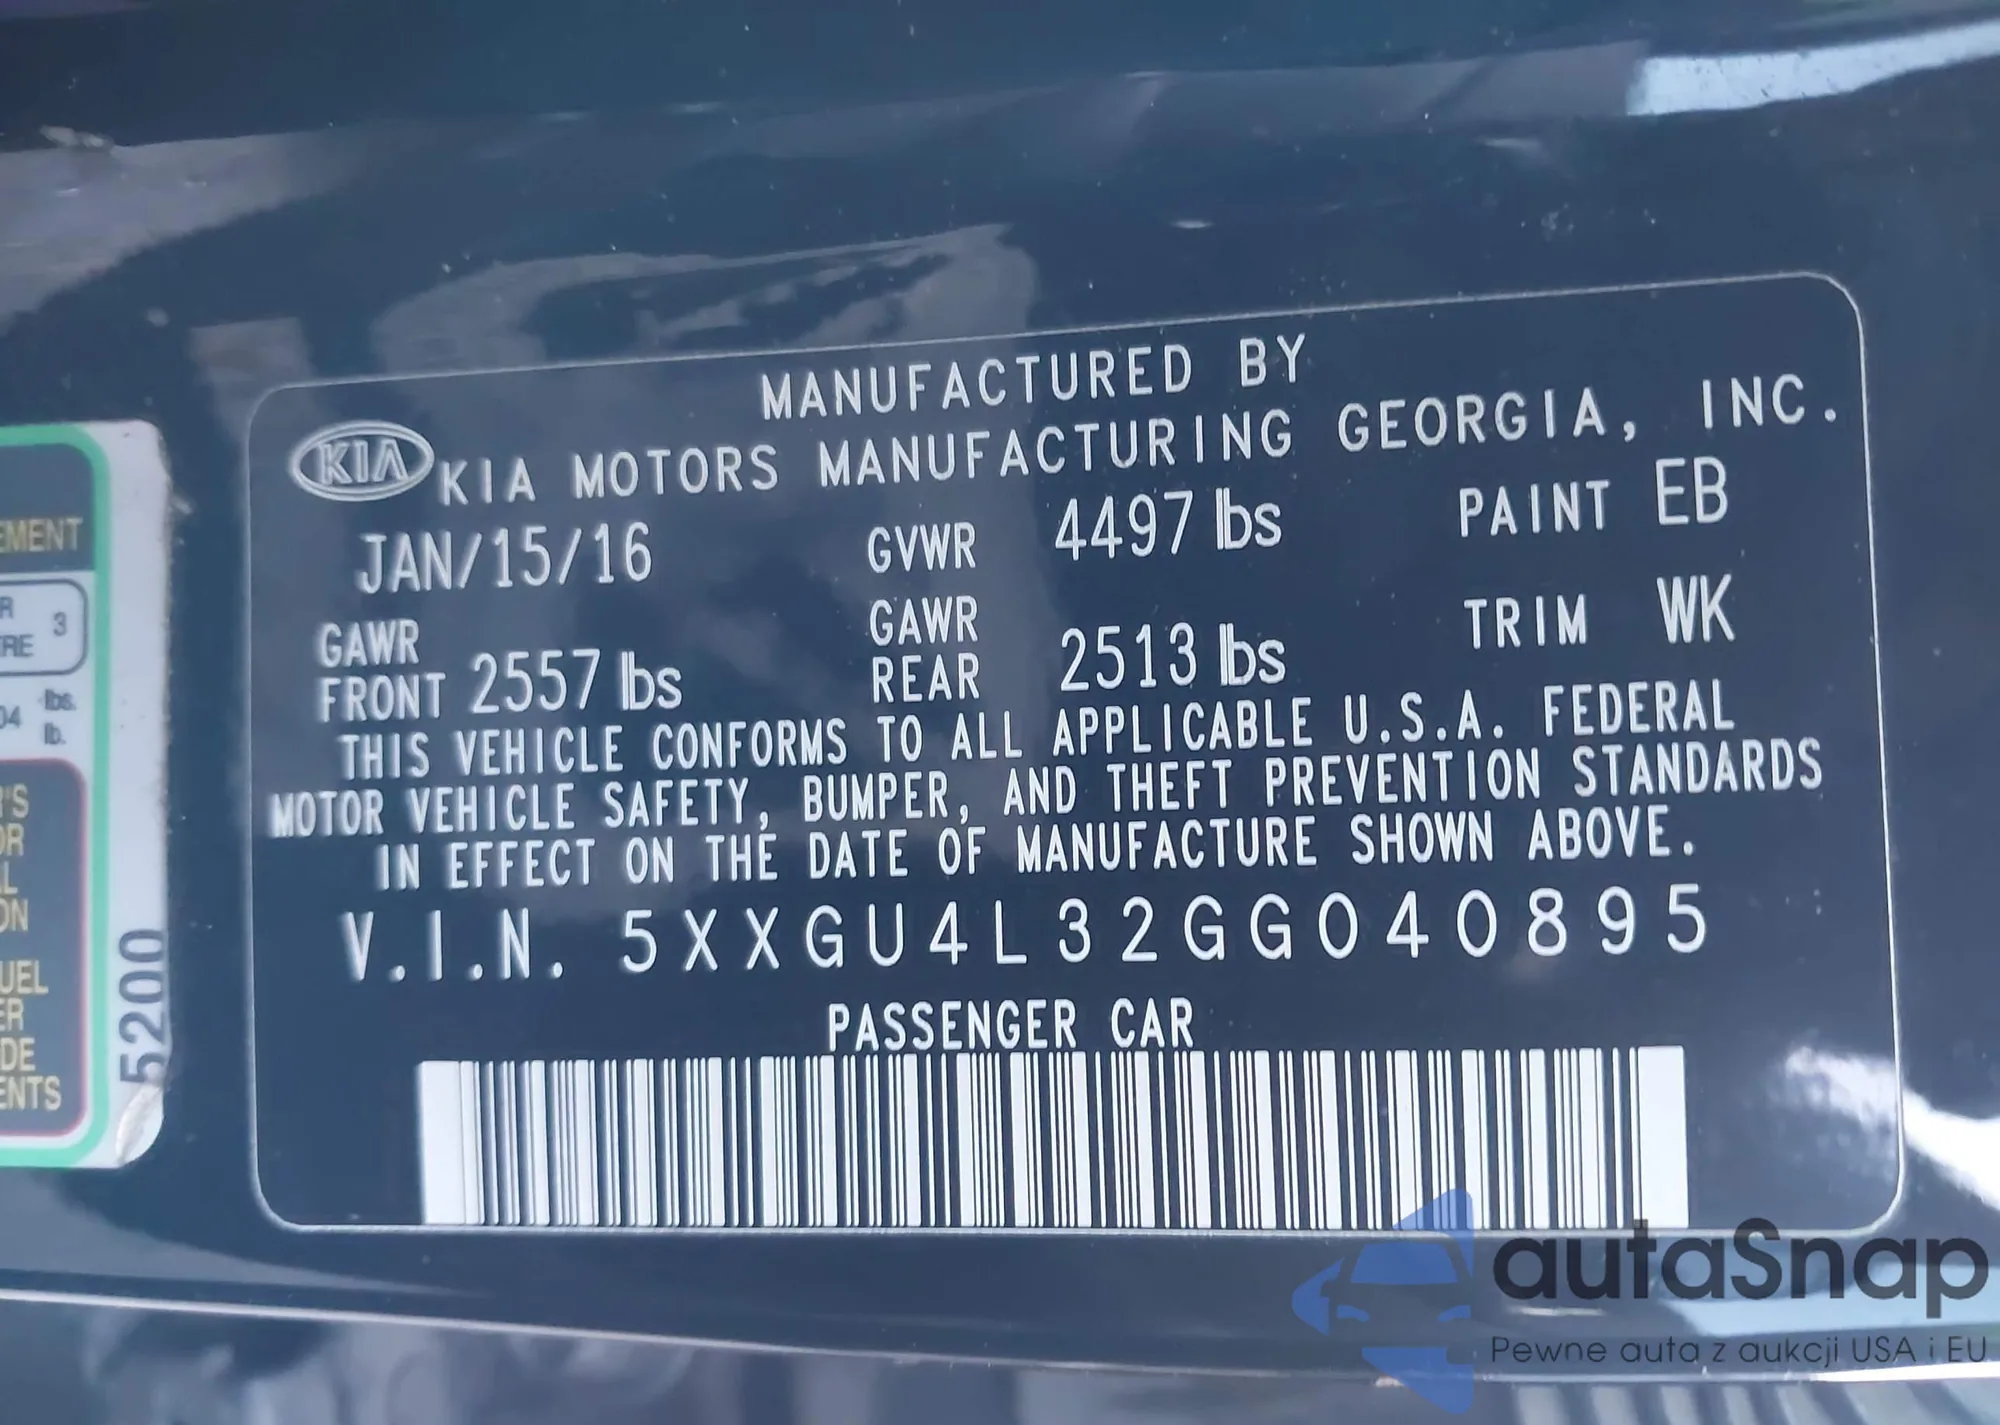 MANUFACTURED BY
KIA KIA MOTORS MANUFACTURING GEORGIA, INC.
JAN/15/16 GVWR 4497 lbs PAINT EB
GAWR FRONT 2557 lbs GAWR REAR 2513 lbs TRIM WK
THIS VEHICLE CONFORMS TO ALL APPLICABLE U.S.A. FEDERAL
MOTOR VEHICLE SAFETY, BUMPER, AND THEFT PREVENTION STANDARDS
IN EFFECT ON THE DATE OF MANUFACTURE SHOWN ABOVE.
V.I.N. 5XXGU4L32GG040895
PASSENGER CAR
3
lbs.
lb.
5200
autaSnap
Pewne auta z aukcji USA i EU